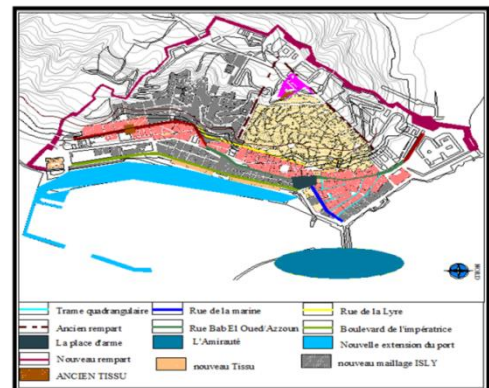 NORD
Trame quadrangulaire
Rue de la marine
Rue de la Lyre
Ancien rempart
Rue Bab El Oued/Azzoun
Boulevard de l'impératrice
La place d'arme
L'Amirauté
Nouvelle extension du port
Nouveau rempart
nouveau Tissu
nouveau maillage ISLY
ANCIEN TISSU